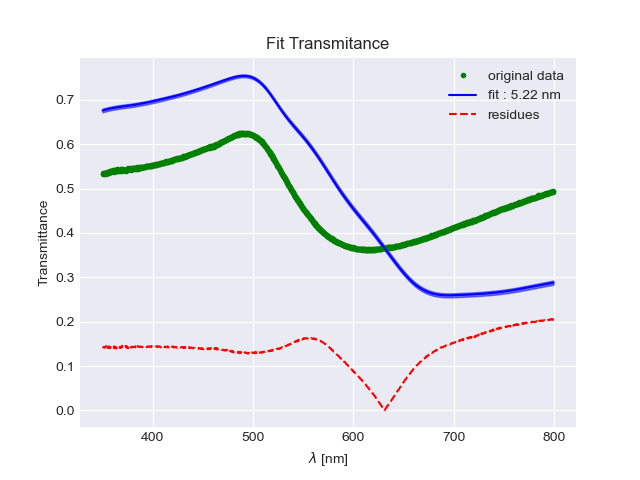 Fit Transmitance
original data
fit : 5.22 nm
residues
Transmittance
0.7
0.6
0.5
0.4
0.3
0.2
0.1
0.0
400 500 600 700 800
λ [nm]